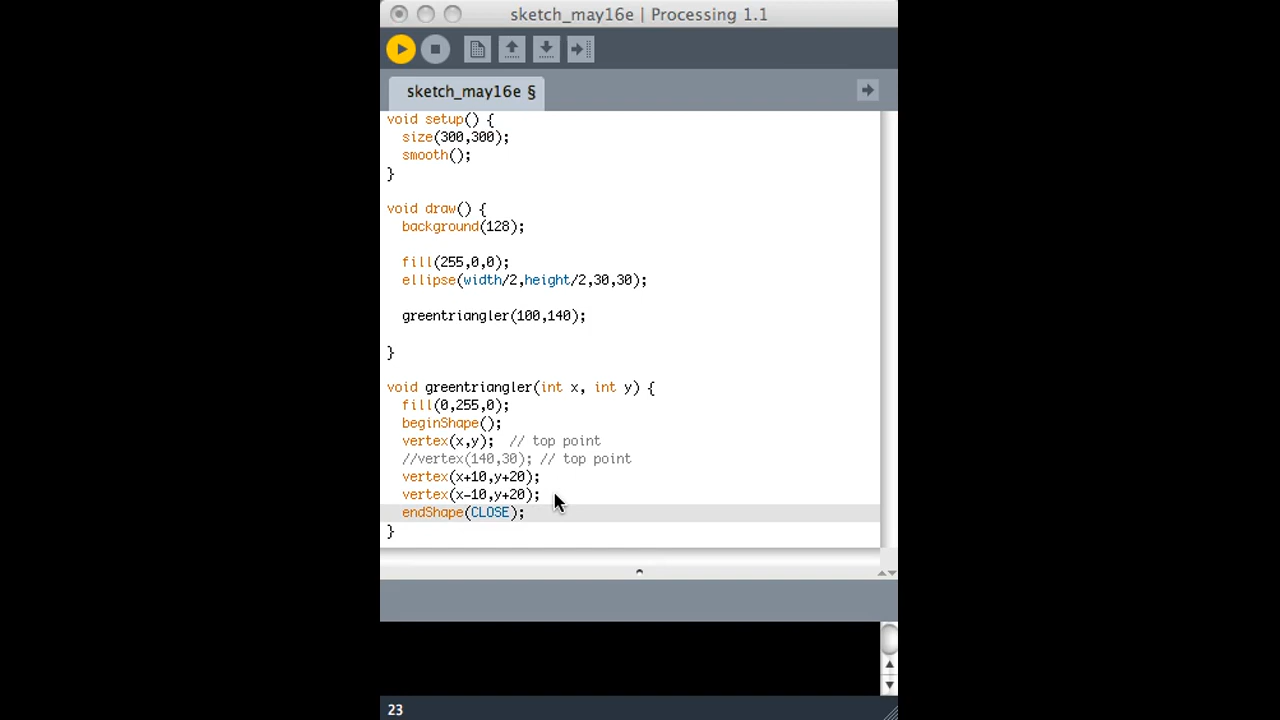 sketch_may16e | Processing 1.1
sketch_may16e §
void setup() {
  size(300,300);
  smooth();
}

void draw() {
  background(128);

  fill(255,0,0);
  ellipse(width/2,height/2,30,30);

  greentriangler(100,140);

}

void greentriangler(int x, int y) {
  fill(0,255,0);
  beginShape();
  vertex(x,y);  // top point
  //vertex(140,30); // top point
  vertex(x+10,y+20);
  vertex(x-10,y+20);
  endShape(CLOSE);
}
23